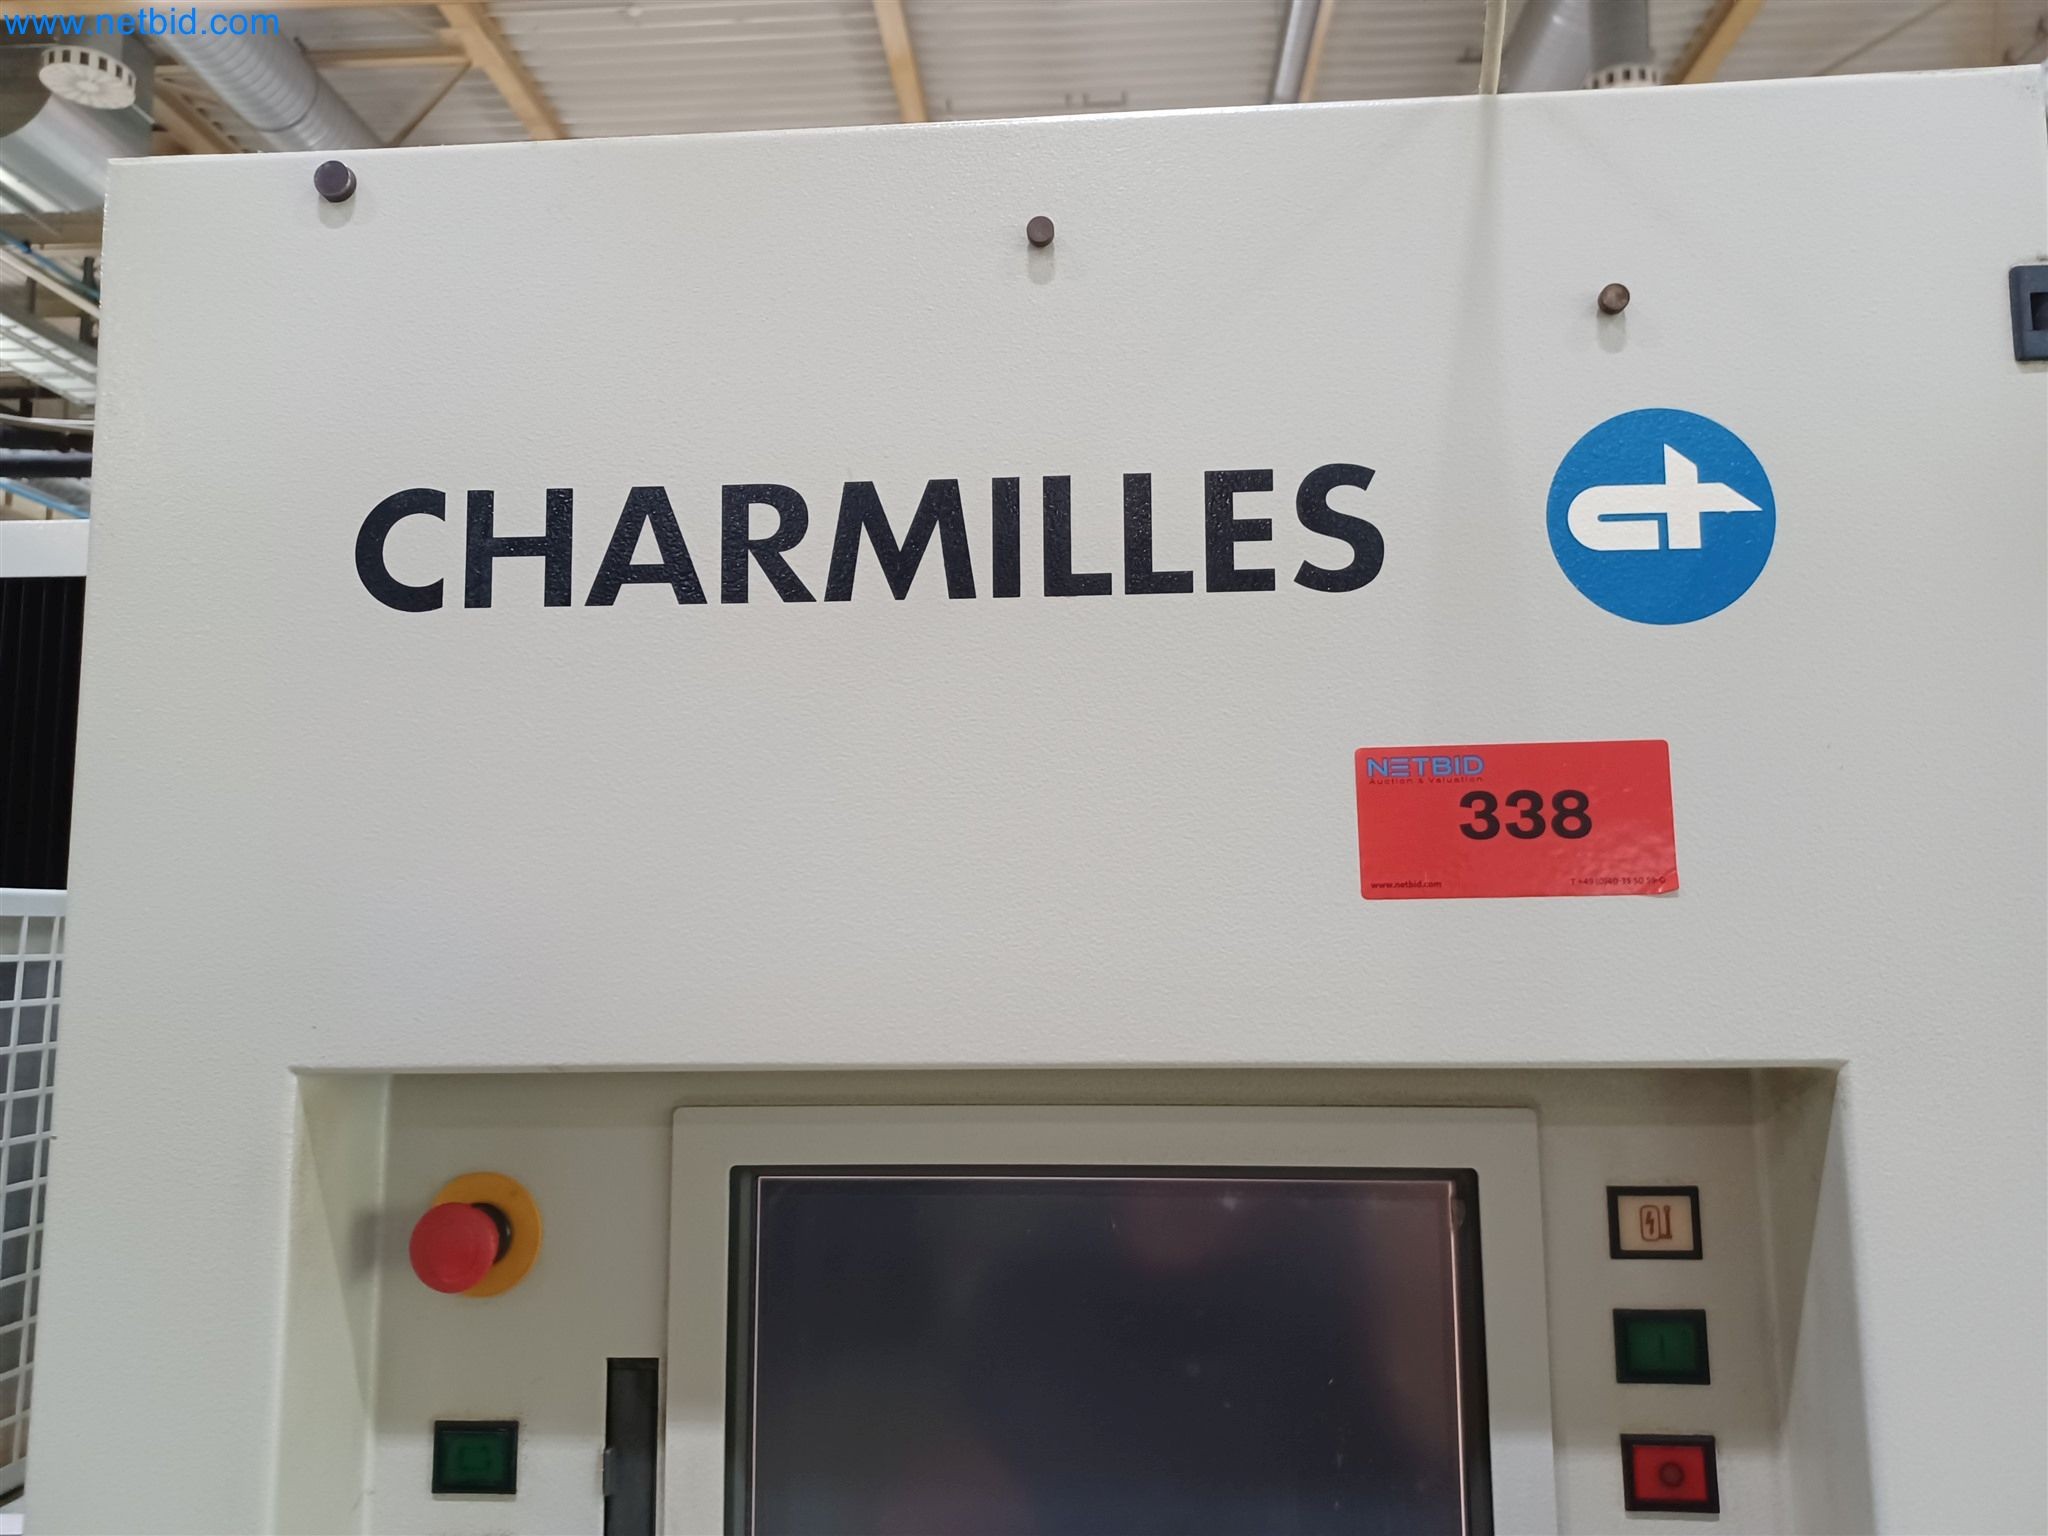 www.netbid.com
CHARMILLES
NETBID
Auction & Valuation
338
www.netbid.com